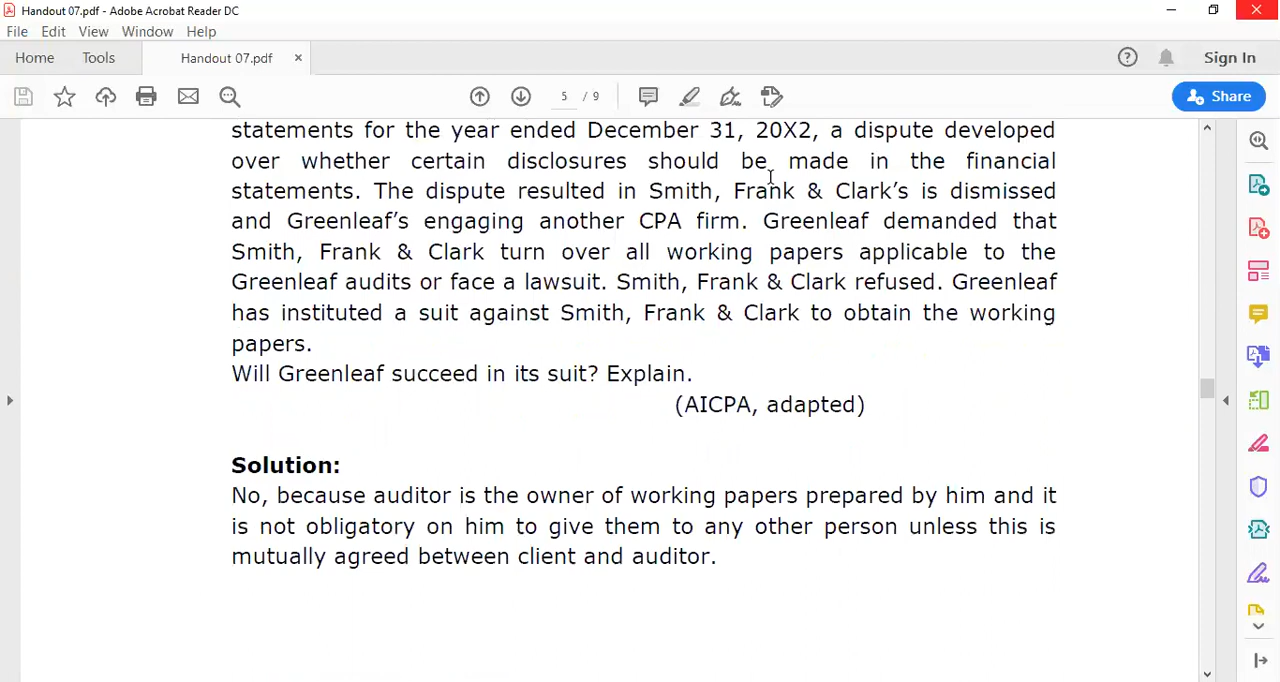 Handout 07.pdf - Adobe Acrobat Reader DC
File Edit View Window Help
Home Tools Handout 07.pdf × Sign In
5 / 9 Share
statements for the year ended December 31, 20X2, a dispute developed
over whether certain disclosures should be made in the financial
statements. The dispute resulted in Smith, Frank & Clark’s is dismissed
and Greenleaf’s engaging another CPA firm. Greenleaf demanded that
Smith, Frank & Clark turn over all working papers applicable to the
Greenleaf audits or face a lawsuit. Smith, Frank & Clark refused. Greenleaf
has instituted a suit against Smith, Frank & Clark to obtain the working
papers.
Will Greenleaf succeed in its suit? Explain.
(AICPA, adapted)
Solution:
No, because auditor is the owner of working papers prepared by him and it
is not obligatory on him to give them to any other person unless this is
mutually agreed between client and auditor.